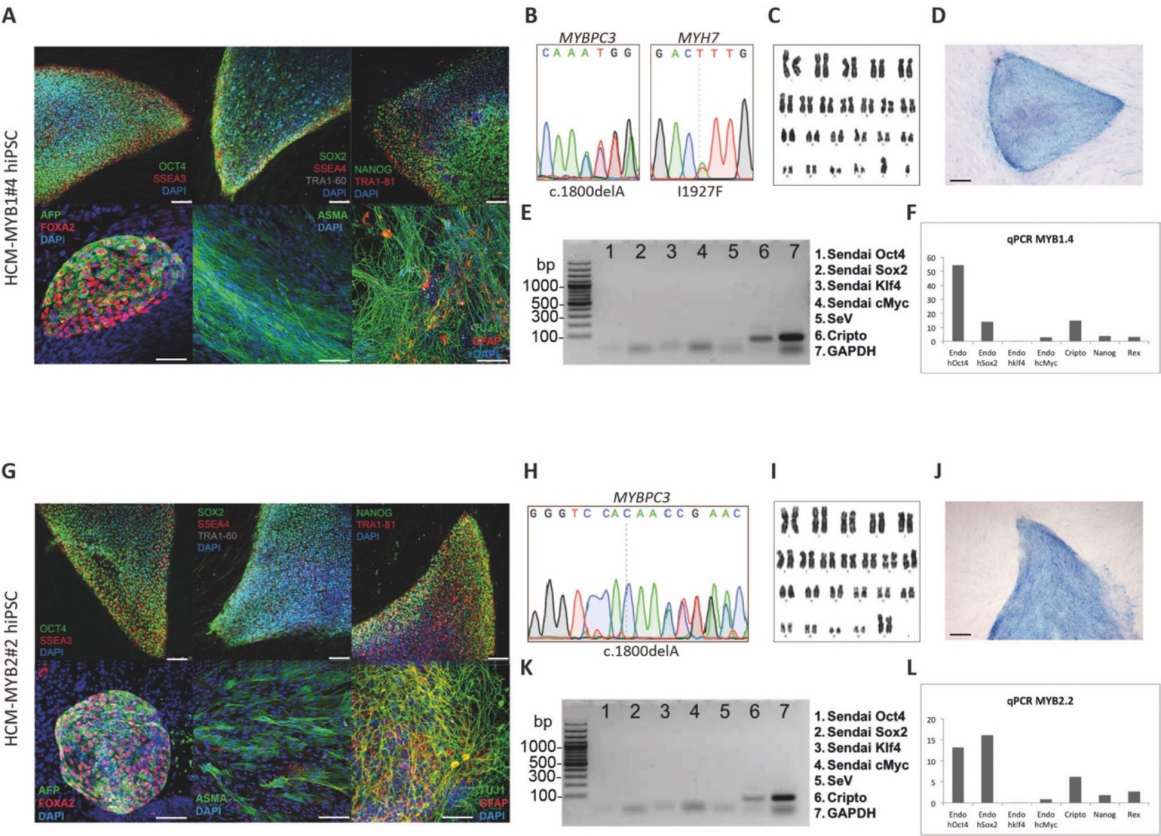 A
HCM-MYB1#4 hiPSC
OCT4
SSEA3
DAPI
SOX2
SSEA4
TRA1-60
DAPI
NANOG
TRA1-81
DAPI
AFP
FOXA2
DAPI
ASMA
DAPI
TUJ1
GFAP
DAPI
B
MYBPC3
C A A A T G G
c.1800delA
MYH7
G A C T T T G
I1927F
C
D
E
bp
1000
500
300
100
1 2 3 4 5 6 7
1. Sendai Oct4
2. Sendai Sox2
3. Sendai Klf4
4. Sendai cMyc
5. SeV
6. Cripto
7. GAPDH
F
qPCR MYB1.4
60
50
40
30
20
10
0
Endo hOct4
Endo hSox2
Endo hklf4
Endo hcMyc
Cripto
Nanog
Rex
G
HCM-MYB2#2 hiPSC
OCT4
SSEA3
DAPI
SOX2
SSEA4
TRA1-60
DAPI
NANOG
TRA1-81
DAPI
AFP
FOXA2
DAPI
ASMA
DAPI
TUJ1
GFAP
DAPI
H
MYBPC3
G G G T C C A C A A C C G A A C
c.1800delA
I
J
K
bp
1000
500
300
100
1 2 3 4 5 6 7
1. Sendai Oct4
2. Sendai Sox2
3. Sendai Klf4
4. Sendai cMyc
5. SeV
6. Cripto
7. GAPDH
L
qPCR MYB2.2
20
15
10
5
0
Endo hOct4
Endo hSox2
Endo hklf4
Endo hcMyc
Cripto
Nanog
Rex